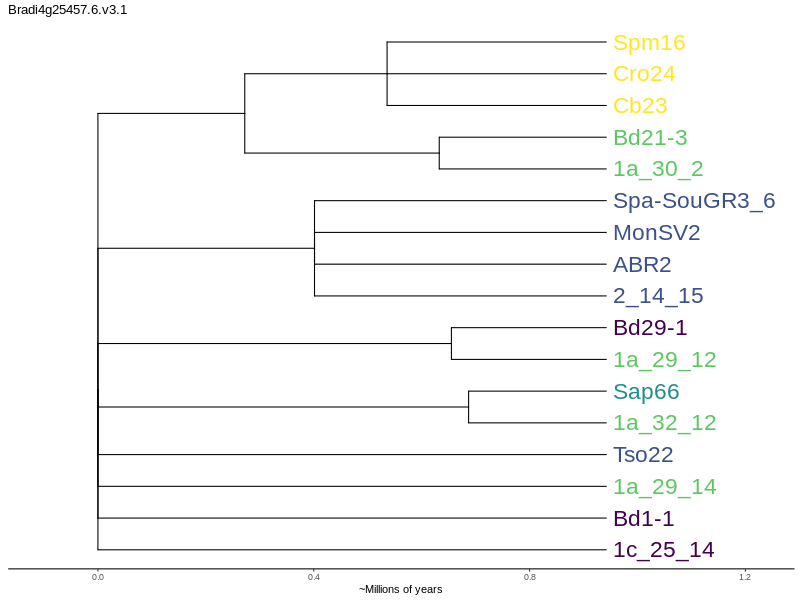 Bradi4g25457.6.v3.1
Spm16
Cro24
Cb23
Bd21-3
1a_30_2
Spa-SouGR3_6
MonSV2
ABR2
2_14_15
Bd29-1
1a_29_12
Sap66
1a_32_12
Tso22
1a_29_14
Bd1-1
1c_25_14
0.0 0.4 0.8 1.2
~Millions of years